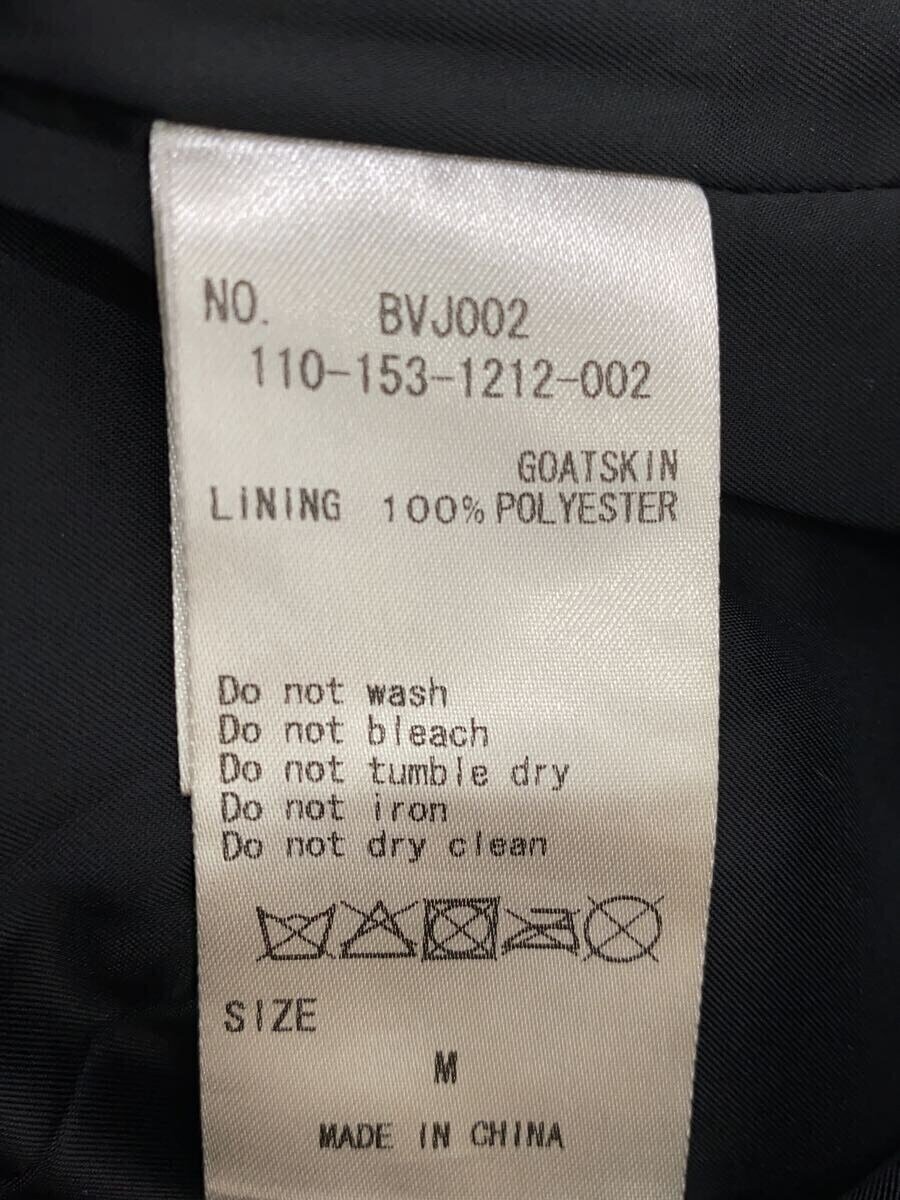 NO. BVJ002
110-153-1212-002
GOATSKIN
LINING 100% POLYESTER
Do not wash
Do not bleach
Do not tumble dry
Do not iron
Do not dry clean
SIZE
M
MADE IN CHINA